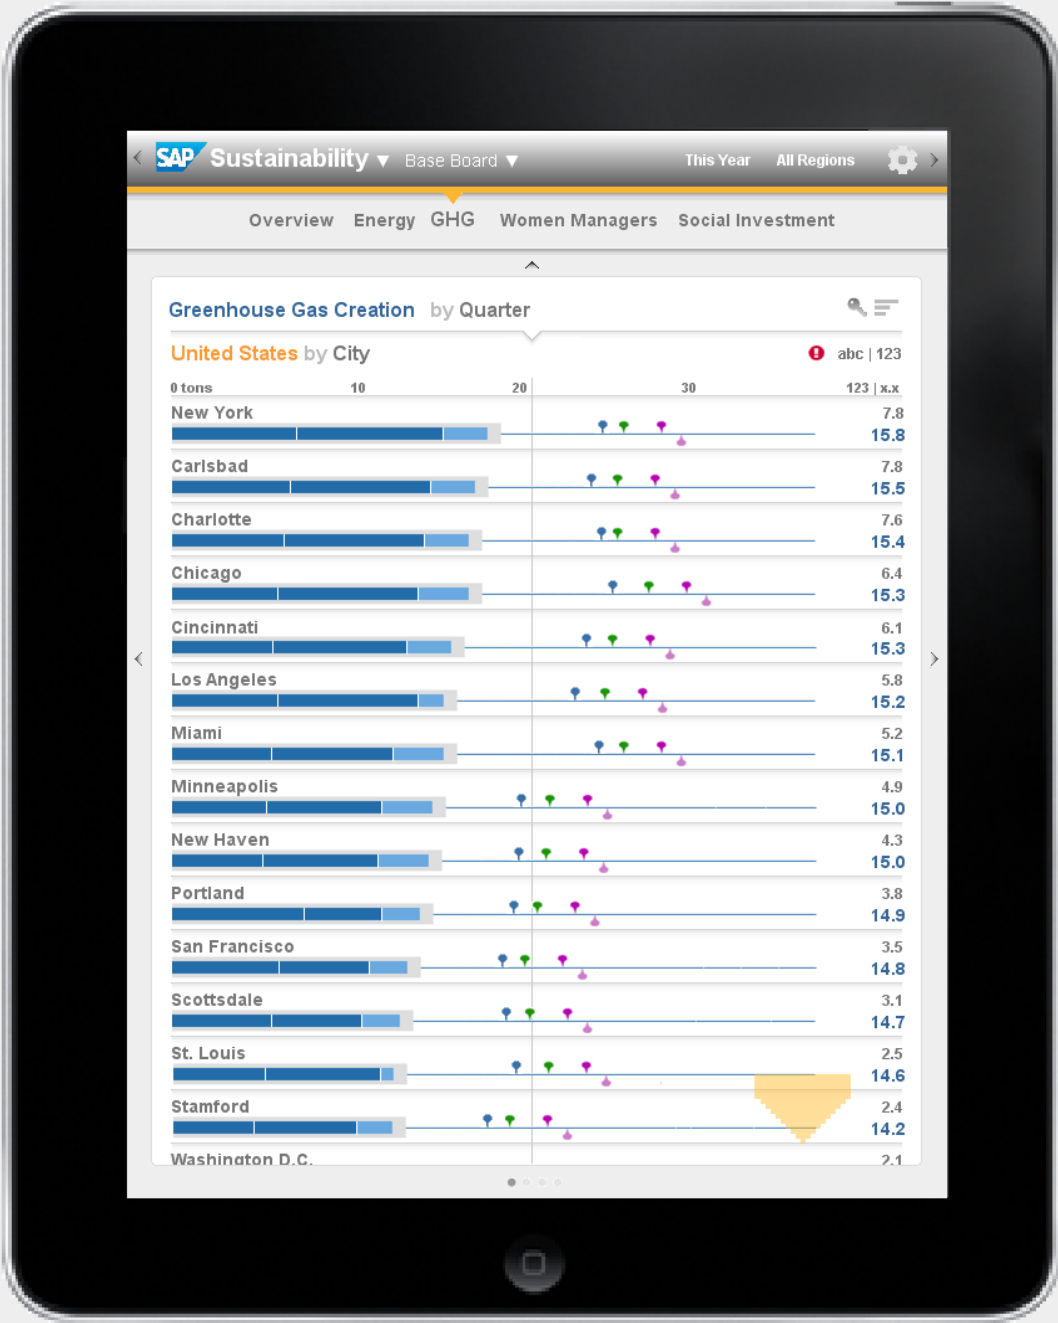 SAP Sustainability ▼ Base Board ▼ This Year All Regions
Overview Energy GHG Women Managers Social Investment
Greenhouse Gas Creation by Quarter
United States by City abc | 123
0 tons 10 20 30 123 | x.x
New York 7.8
15.8
Carlsbad 7.8
15.5
Charlotte 7.6
15.4
Chicago 6.4
15.3
Cincinnati 6.1
15.3
Los Angeles 5.8
15.2
Miami 5.2
15.1
Minneapolis 4.9
15.0
New Haven 4.3
15.0
Portland 3.8
14.9
San Francisco 3.5
14.8
Scottsdale 3.1
14.7
St. Louis 2.5
14.6
Stamford 2.4
14.2
Washington D.C. 2.1